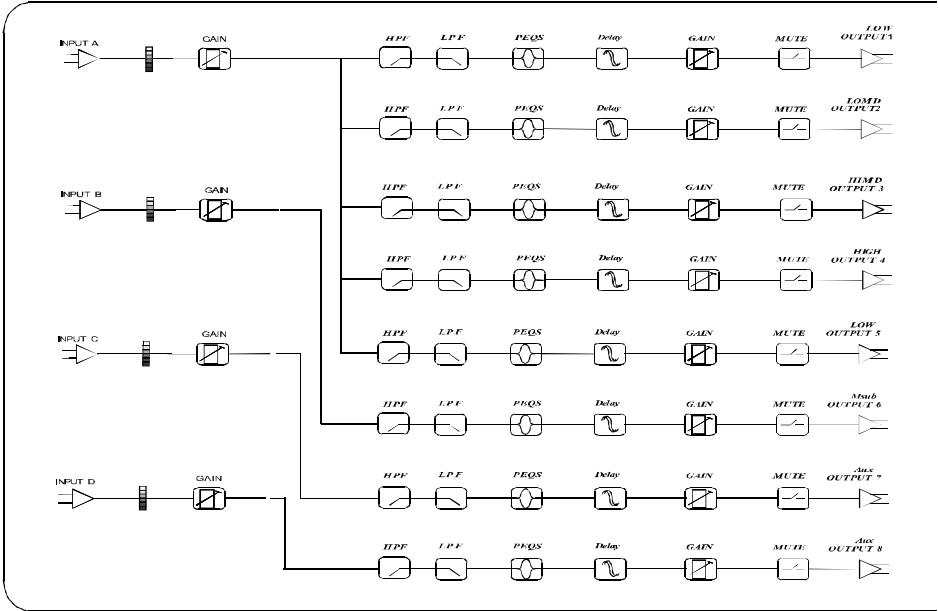 LOW
INPUT A GAIN HPF LPF PEQS Delay GAIN MUTE OUTPUT1
LOMD
HPF LPF PEQS Delay GAIN MUTE OUTPUT2
HIMD
INPUT B GAIN HPF LPF PEQS Delay GAIN MUTE OUTPUT 3
HIGH
HPF LPF PEQS Delay GAIN MUTE OUTPUT 4
LOW
INPUT C GAIN HPF LPF PEQS Delay GAIN MUTE OUTPUT 5
Msub
HPF LPF PEQS Delay GAIN MUTE OUTPUT 6
Aux
INPUT D GAIN HPF LPF PEQS Delay GAIN MUTE OUTPUT 7
Aux
HPF LPF PEQS Delay GAIN MUTE OUTPUT 8